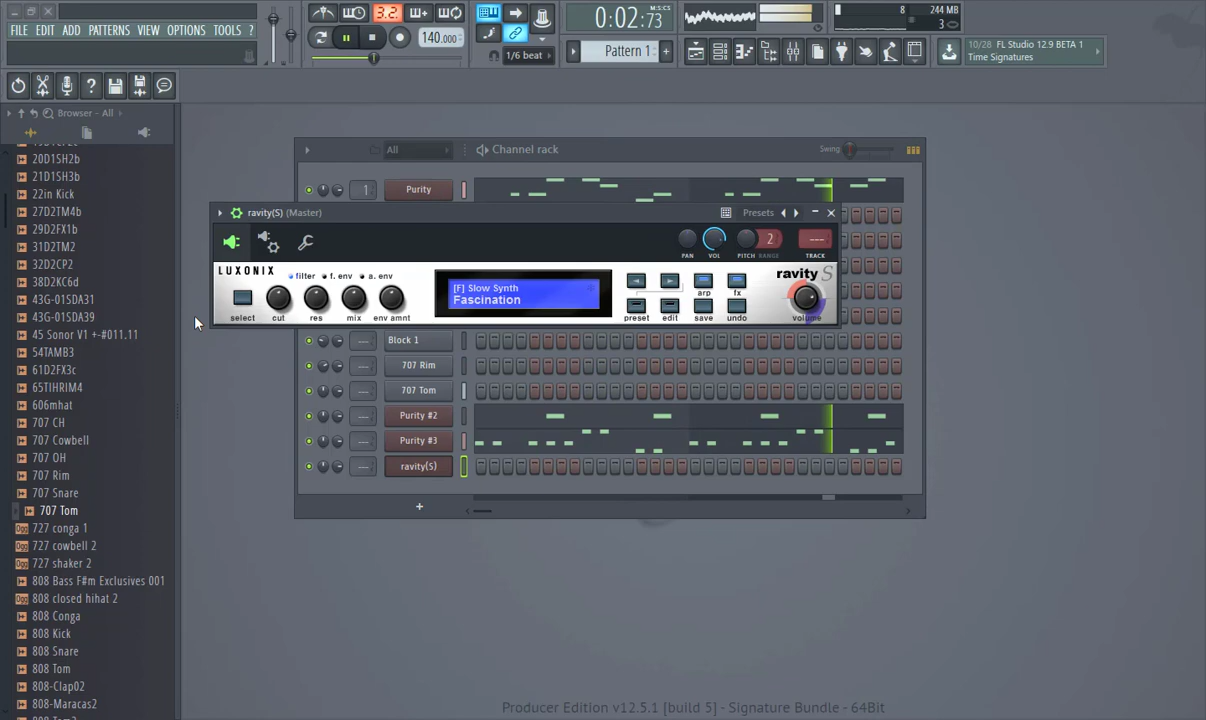 FILE EDIT ADD PATTERNS VIEW OPTIONS TOOLS ?
3.2
140.000
M:S:CS
0:02:73
1/6 beat
Pattern 1
8
244 MB
3
10/28 FL Studio 12.9 BETA 1
Time Signatures
Browser - All
20D1SH2b
21D1SH3b
22in Kick
27D2TM4b
29D2FX1b
31D2TM2
32D2CP2
38D2KC6d
43G-01SDA31
43G-01SDA39
45 Sonor V1 +-#011.11
54TAMB3
61D2FX3c
65TIHRIM4
606mhat
707 CH
707 Cowbell
707 OH
707 Rim
707 Snare
707 Tom
727 conga 1
727 cowbell 2
727 shaker 2
808 Bass F#m Exclusives 001
808 closed hihat 2
808 Conga
808 Kick
808 Snare
808 Tom
808-Clap02
808-Maracas2
All
Channel rack
Swing
1
Purity
ravity(S) (Master)
Presets
2
---
PAN
VOL
PITCH
RANGE
TRACK
LUXONIX
filter
f. env
a. env
select
cut
res
mix
env amnt
[F] Slow Synth
Fascination
arp
fx
preset
edit
save
undo
ravity S
volume
--- Block 1
--- 707 Rim
--- 707 Tom
--- Purity #2
--- Purity #3
--- ravity(S)
+
Producer Edition v12.5.1 [build 5] - Signature Bundle - 64Bit